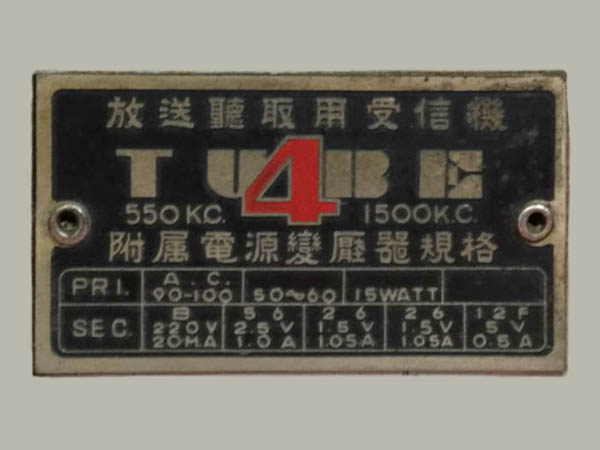 放送聽取用受信機
TUBE 4
550KC. 1500K.C.
附属電源變壓器規格
PRI. A.C. 90-100 50~60 15WATT
SEC. B 220V 20MA 56 2.5V 1.0A 26 1.5V 1.05A 26 1.5V 1.05A 12F 5V 0.5A